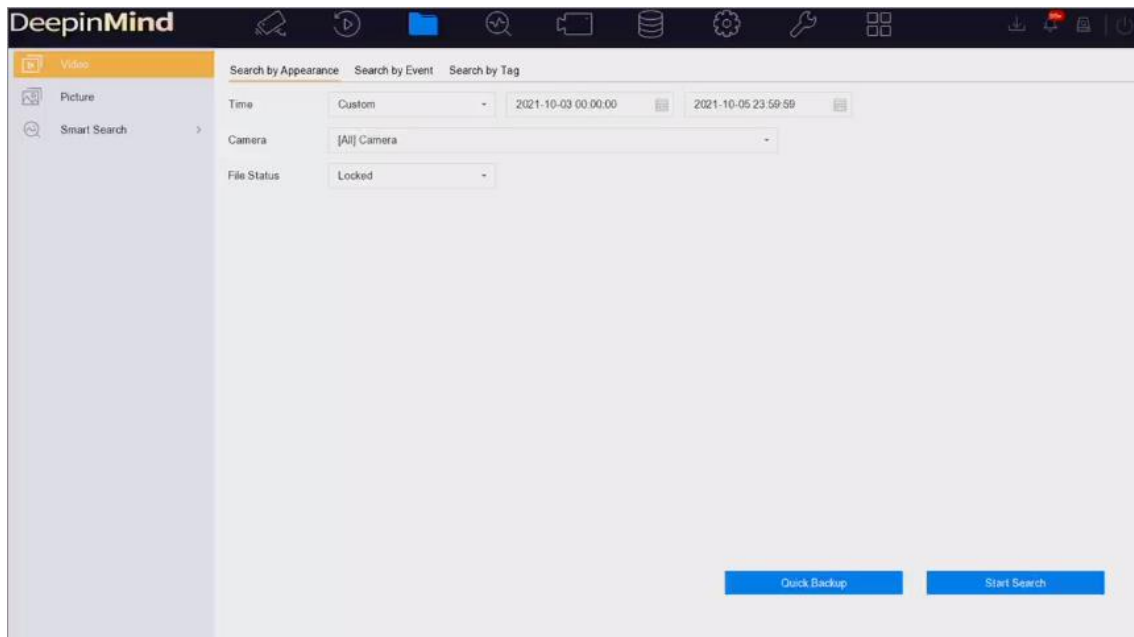 DeepinMind
Video
Picture
Smart Search
Search by Appearance Search by Event Search by Tag
Time Custom 2021-10-03 00:00:00 2021-10-05 23:59:59
Camera [All] Camera
File Status Locked
Quick Backup Start Search